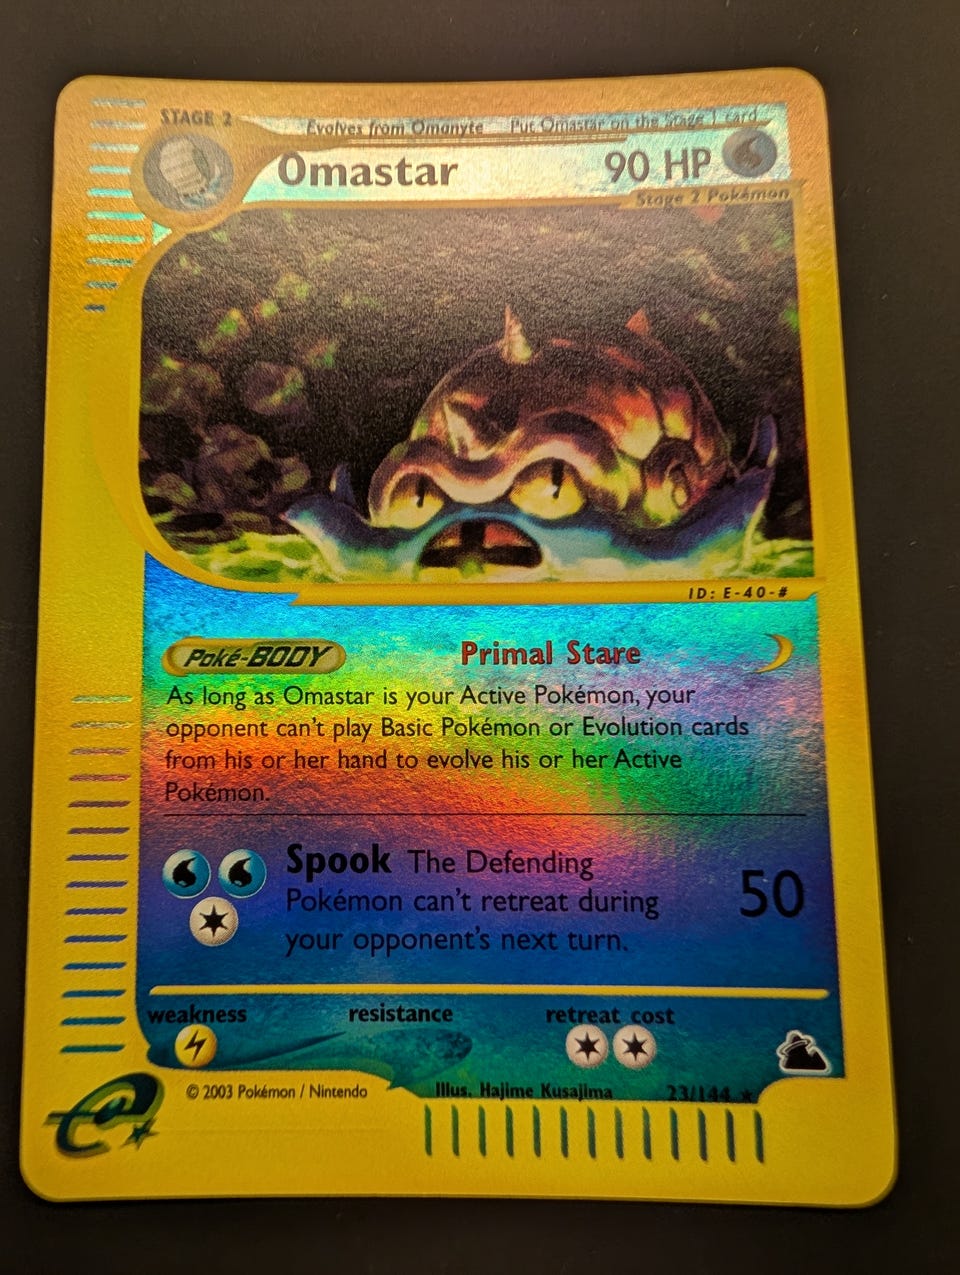 STAGE 2
Evolves from Omanyte Put Omastar on the Stage 1 card
Omastar 90 HP
Stage 2 Pokémon
ID: E-40-#
Poké-BODY Primal Stare
As long as Omastar is your Active Pokémon, your
opponent can't play Basic Pokémon or Evolution cards
from his or her hand to evolve his or her Active
Pokémon.
Spook The Defending 50
Pokémon can't retreat during
your opponent's next turn.
weakness resistance retreat cost
© 2003 Pokémon / Nintendo Illus. Hajime Kusajima 23/144 ★
e